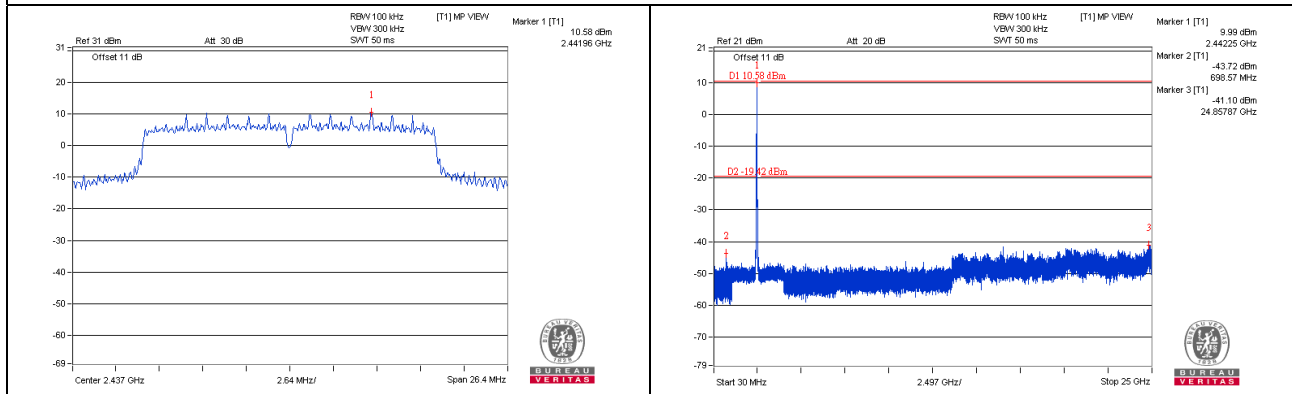 RBW 100 kHz
VBW 300 kHz
SWT 50 ms
[T1] MP VIEW
Ref 31 dBm
Att 30 dB
Marker 1 [T1]
10.58 dBm
2.44196 GHz
Offset 11 dB
1
31
20
10
0
-10
-20
-30
-40
-50
-60
-69
Center 2.437 GHz
2.64 MHz/
Span 26.4 MHz
BUREAU VERITAS
1828
BUREAU
VERITAS
RBW 100 kHz
VBW 300 kHz
SWT 50 ms
[T1] MP VIEW
Ref 21 dBm
Att 20 dB
Marker 1 [T1]
9.99 dBm
2.44225 GHz
Marker 2 [T1]
-43.72 dBm
698.57 MHz
Marker 3 [T1]
-41.10 dBm
24.85787 GHz
Offset 11 dB
1
D1 10.58 dBm
D2 -19.42 dBm
2
3
21
10
0
-10
-20
-30
-40
-50
-60
-70
-79
Start 30 MHz
2.497 GHz/
Stop 25 GHz
BUREAU VERITAS
1828
BUREAU
VERITAS